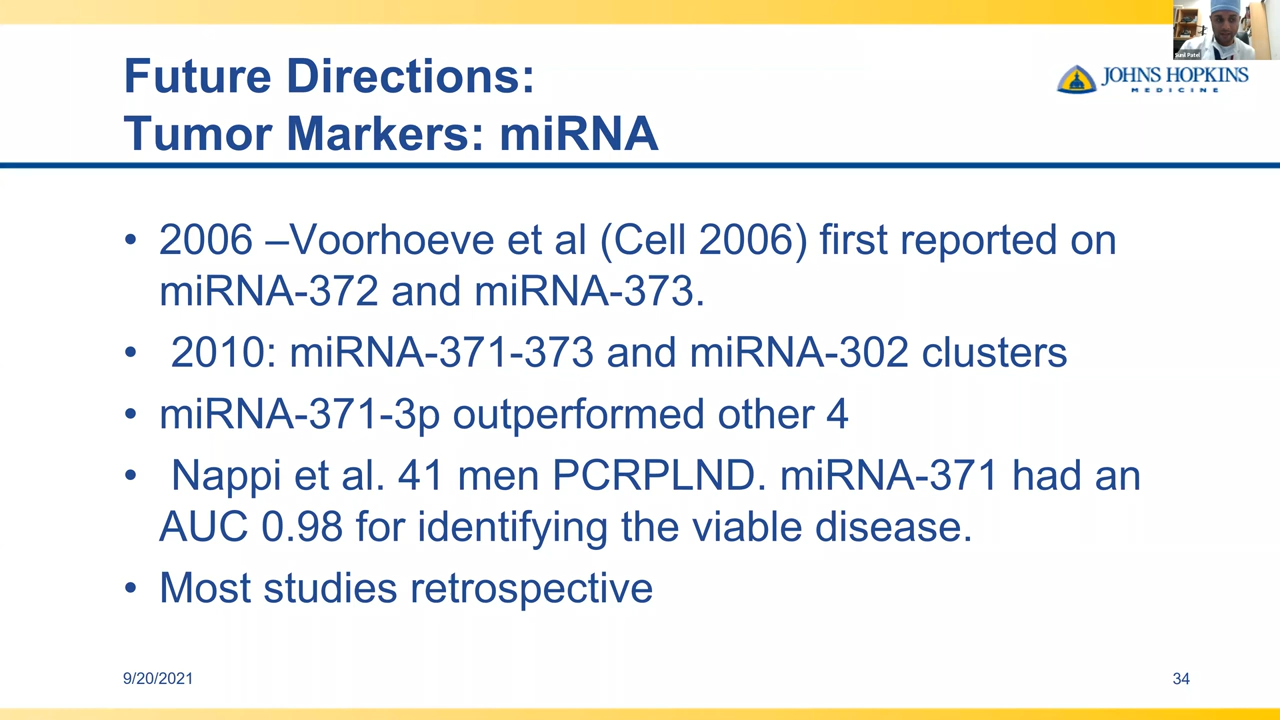 Sunil Patel
Future Directions:
Tumor Markers: miRNA
JOHNS HOPKINS
MEDICINE
• 2006 –Voorhoeve et al (Cell 2006) first reported on
miRNA-372 and miRNA-373.
• 2010: miRNA-371-373 and miRNA-302 clusters
• miRNA-371-3p outperformed other 4
• Nappi et al. 41 men PCRPLND. miRNA-371 had an
AUC 0.98 for identifying the viable disease.
• Most studies retrospective
9/20/2021
34